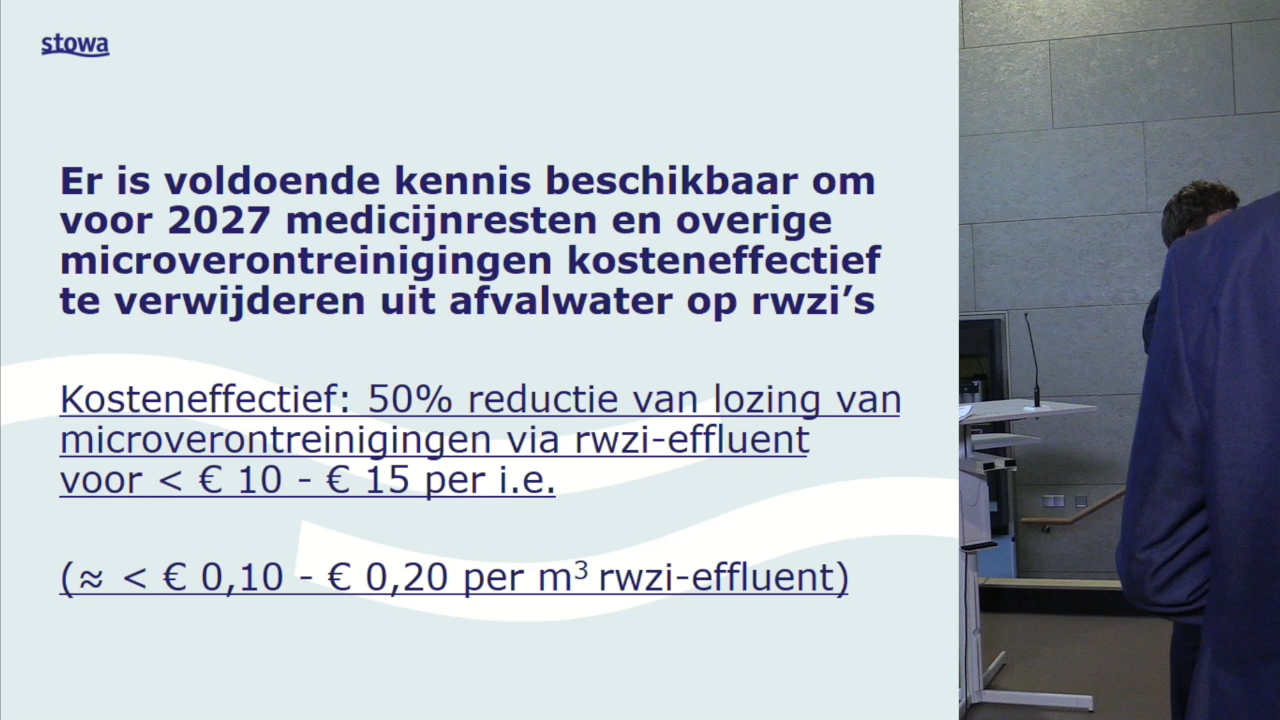 stowa
Er is voldoende kennis beschikbaar om
voor 2027 medicijnresten en overige
microverontreinigingen kosteneffectief
te verwijderen uit afvalwater op rwzi’s
Kosteneffectief: 50% reductie van lozing van
microverontreinigingen via rwzi-effluent
voor < € 10 - € 15 per i.e.
(≈ < € 0,10 - € 0,20 per m³ rwzi-effluent)